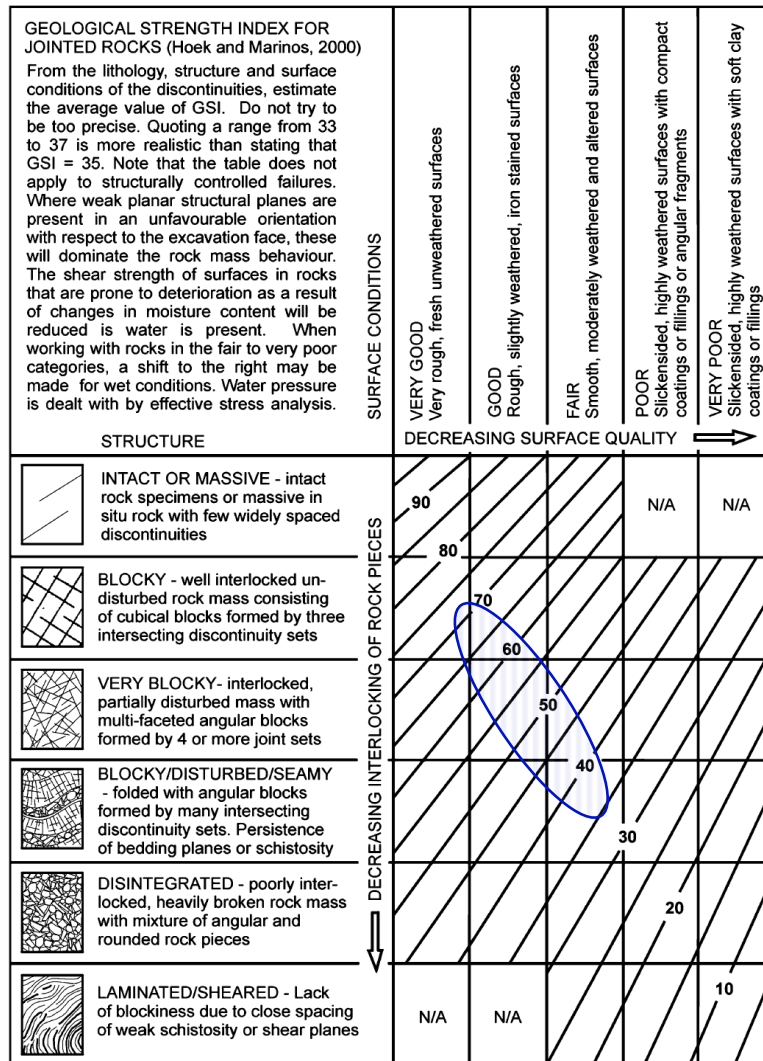 GEOLOGICAL STRENGTH INDEX FOR
JOINTED ROCKS (Hoek and Marinos, 2000)
From the lithology, structure and surface
conditions of the discontinuities, estimate
the average value of GSI. Do not try to
be too precise. Quoting a range from 33
to 37 is more realistic than stating that
GSI = 35. Note that the table does not
apply to structurally controlled failures.
Where weak planar structural planes are
present in an unfavourable orientation
with respect to the excavation face, these
will dominate the rock mass behaviour.
The shear strength of surfaces in rocks
that are prone to deterioration as a result
of changes in moisture content will be
reduced is water is present. When
working with rocks in the fair to very poor
categories, a shift to the right may be
made for wet conditions. Water pressure
is dealt with by effective stress analysis.
STRUCTURE
SURFACE CONDITIONS
VERY GOOD
Very rough, fresh unweathered surfaces
GOOD
Rough, slightly weathered, iron stained surfaces
FAIR
Smooth, moderately weathered and altered surfaces
POOR
Slickensided, highly weathered surfaces with compact
coatings or fillings or angular fragments
VERY POOR
Slickensided, highly weathered surfaces with soft clay
coatings or fillings
DECREASING SURFACE QUALITY
INTACT OR MASSIVE - intact
rock specimens or massive in
situ rock with few widely spaced
discontinuities
BLOCKY - well interlocked un-
disturbed rock mass consisting
of cubical blocks formed by three
intersecting discontinuity sets
VERY BLOCKY- interlocked,
partially disturbed mass with
multi-faceted angular blocks
formed by 4 or more joint sets
BLOCKY/DISTURBED/SEAMY
- folded with angular blocks
formed by many intersecting
discontinuity sets. Persistence
of bedding planes or schistosity
DISINTEGRATED - poorly inter-
locked, heavily broken rock mass
with mixture of angular and
rounded rock pieces
LAMINATED/SHEARED - Lack
of blockiness due to close spacing
of weak schistosity or shear planes
DECREASING INTERLOCKING OF ROCK PIECES
90
N/A
N/A
80
70
60
50
40
30
20
10
N/A
N/A